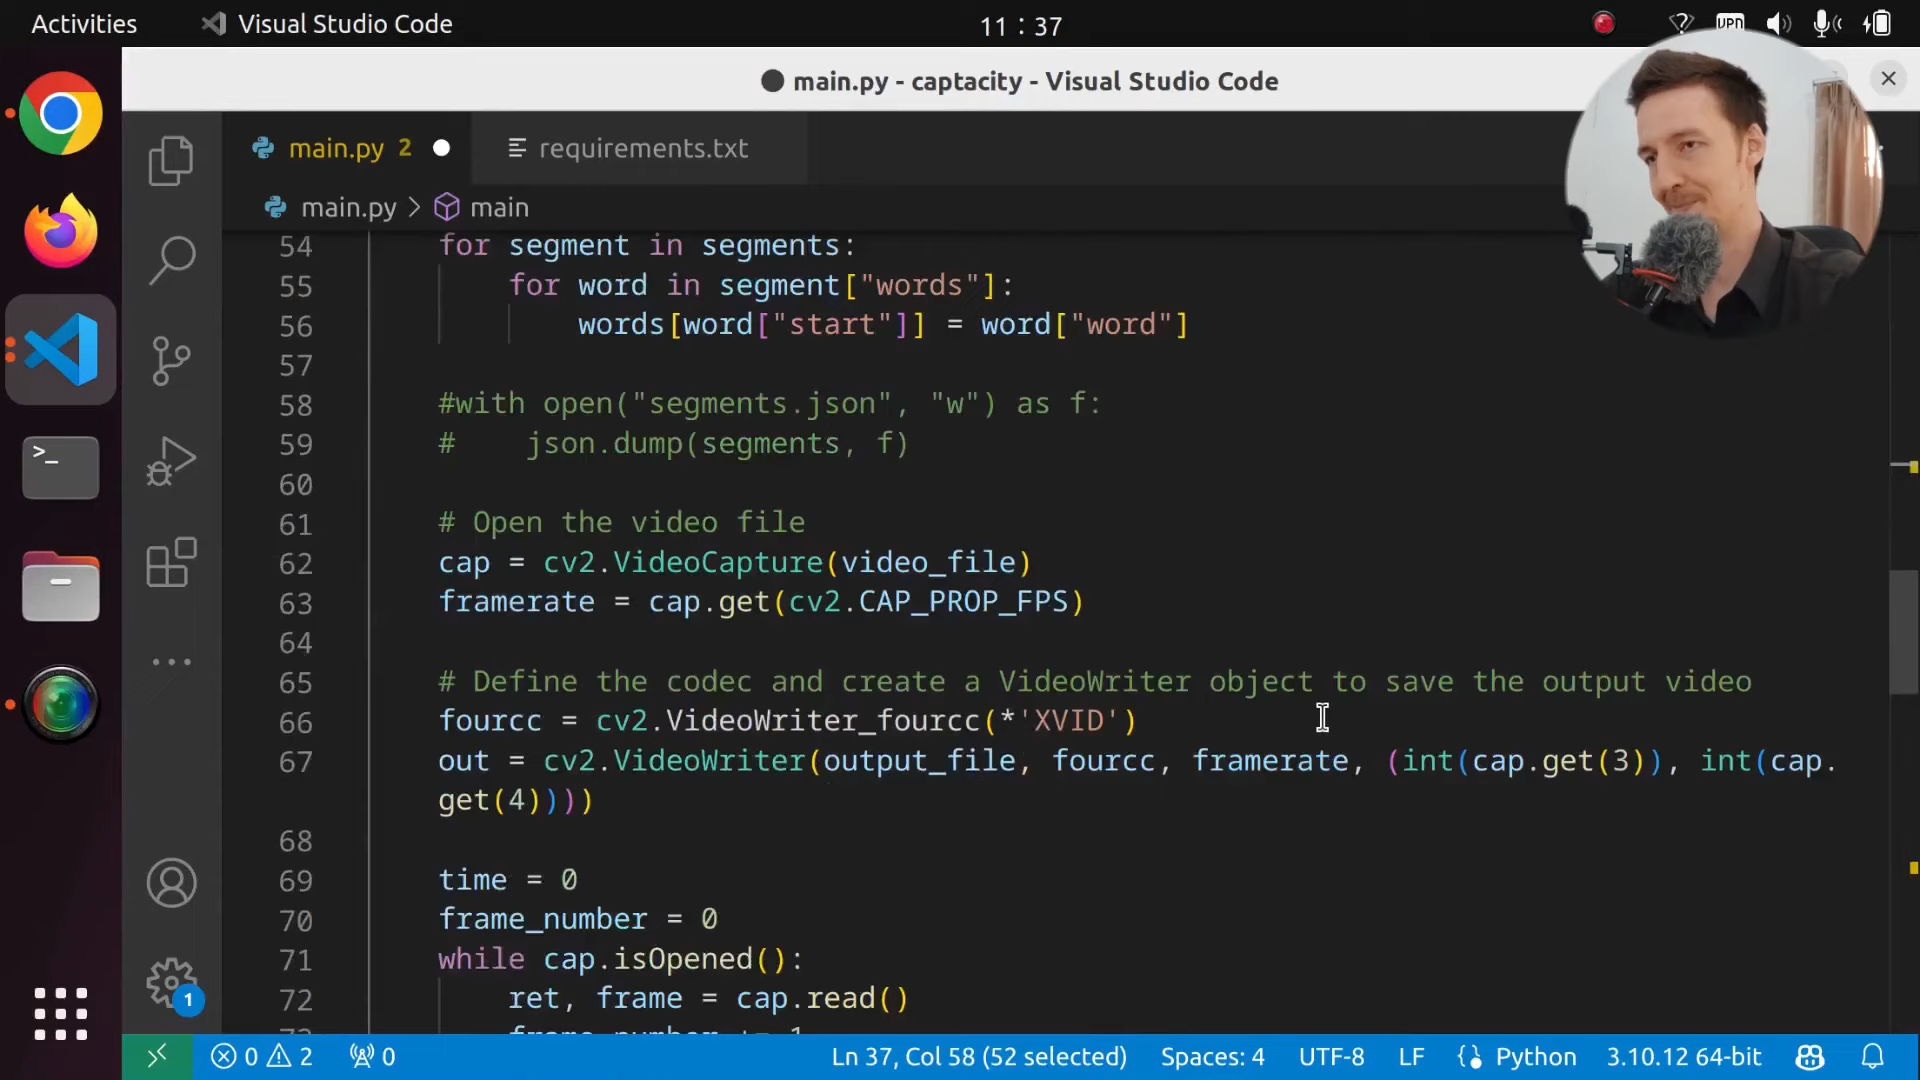 Activities
Visual Studio Code
11 : 37
VPN
main.py - captacity - Visual Studio Code
main.py 2
requirements.txt
main.py > main
54 for segment in segments:
55 for word in segment["words"]:
56 words[word["start"]] = word["word"]
57
58 #with open("segments.json", "w") as f:
59 # json.dump(segments, f)
60
61 # Open the video file
62 cap = cv2.VideoCapture(video_file)
63 framerate = cap.get(cv2.CAP_PROP_FPS)
64
65 # Define the codec and create a VideoWriter object to save the output video
66 fourcc = cv2.VideoWriter_fourcc(*'XVID')
67 out = cv2.VideoWriter(output_file, fourcc, framerate, (int(cap.get(3)), int(cap.
get(4))))
68
69 time = 0
70 frame_number = 0
71 while cap.isOpened():
72 ret, frame = cap.read()
73 frame_number += 1
1
0 2 0
Ln 37, Col 58 (52 selected)
Spaces: 4
UTF-8
LF
Python
3.10.12 64-bit